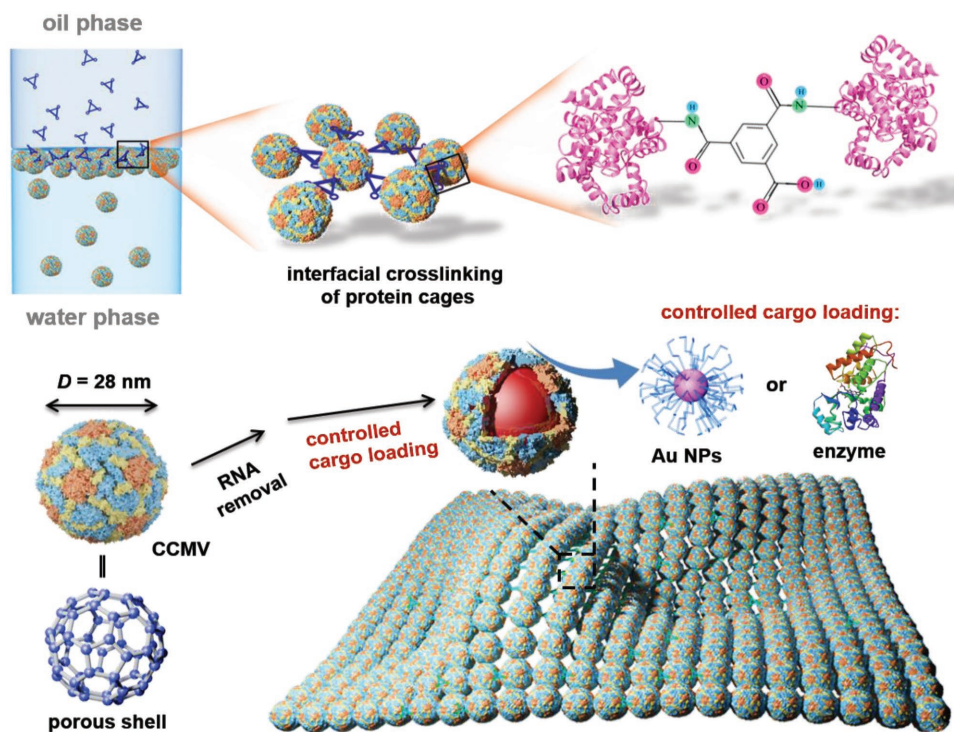 oil phase
water phase
interfacial crosslinking
of protein cages
O
N
H
O
N
H
O
O
H
controlled cargo loading:
D = 28 nm
RNA
removal
controlled
cargo loading
Au NPs
or
enzyme
CCMV
porous shell